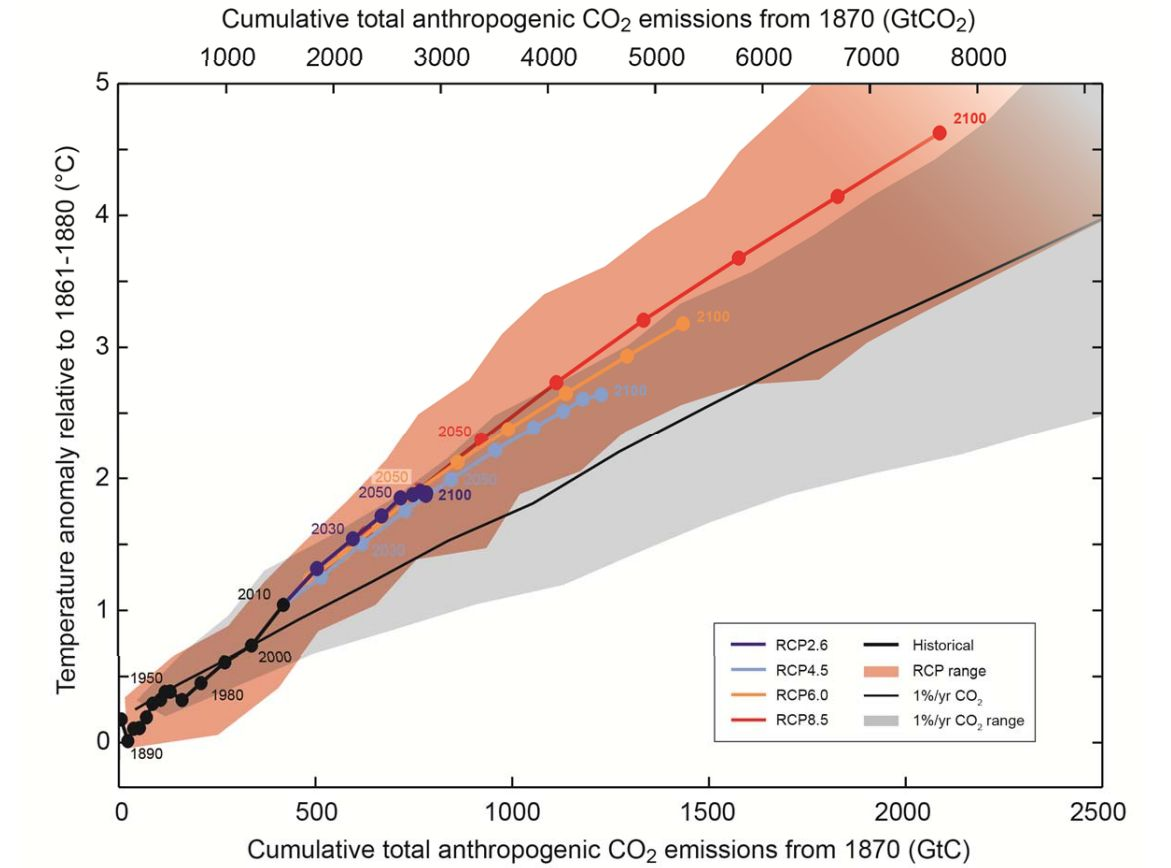 Cumulative total anthropogenic CO₂ emissions from 1870 (GtCO₂)
1000 2000 3000 4000 5000 6000 7000 8000
Temperature anomaly relative to 1861-1880 (°C)
5
4
3
2
1
0
2100
2100
2100
2050
2050
2050
2050
2100
2030
2030
2010
2000
1950
1980
1890
RCP2.6
RCP4.5
RCP6.0
RCP8.5
Historical
RCP range
1%/yr CO₂
1%/yr CO₂ range
0 500 1000 1500 2000 2500
Cumulative total anthropogenic CO₂ emissions from 1870 (GtC)